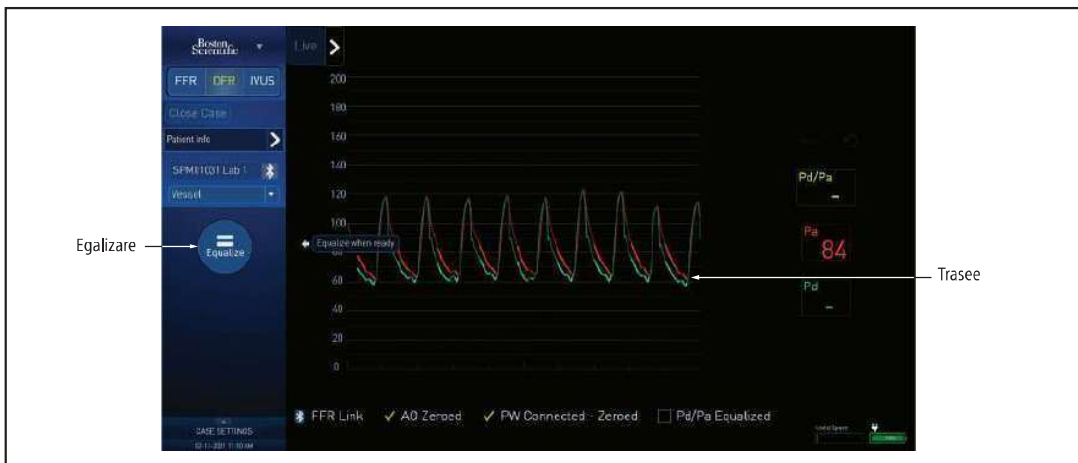 Boston
Scientific
Live
FFR DFR IVUS
Close Case
Patient info
Lab
Vessel
Equalize
Equalize when ready
Egalizare
Trasee
200
180
160
140
120
100
80
60
40
20
0
Pd/Pa
-
Pa
84
Pd
-
FFR Link ✓ AO Zeroed ✓ PW Connected - Zeroed Pd/Pa Equalized
CASE SETTINGS